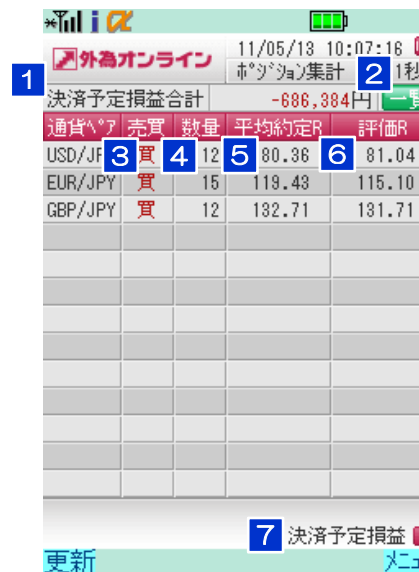 i α
外為オンライン
11/05/13 10:07:16
ポジション集計
1秒
1
2
決済予定損益合計 -686,384円 一覧
通貨ペア 売買 数量 平均約定R 評価R
USD/JP 3 買 4 12 5 80.36 6 81.04
EUR/JPY 買 15 119.43 115.10
GBP/JPY 買 12 132.71 131.71
7 決済予定損益
更新 メニュ